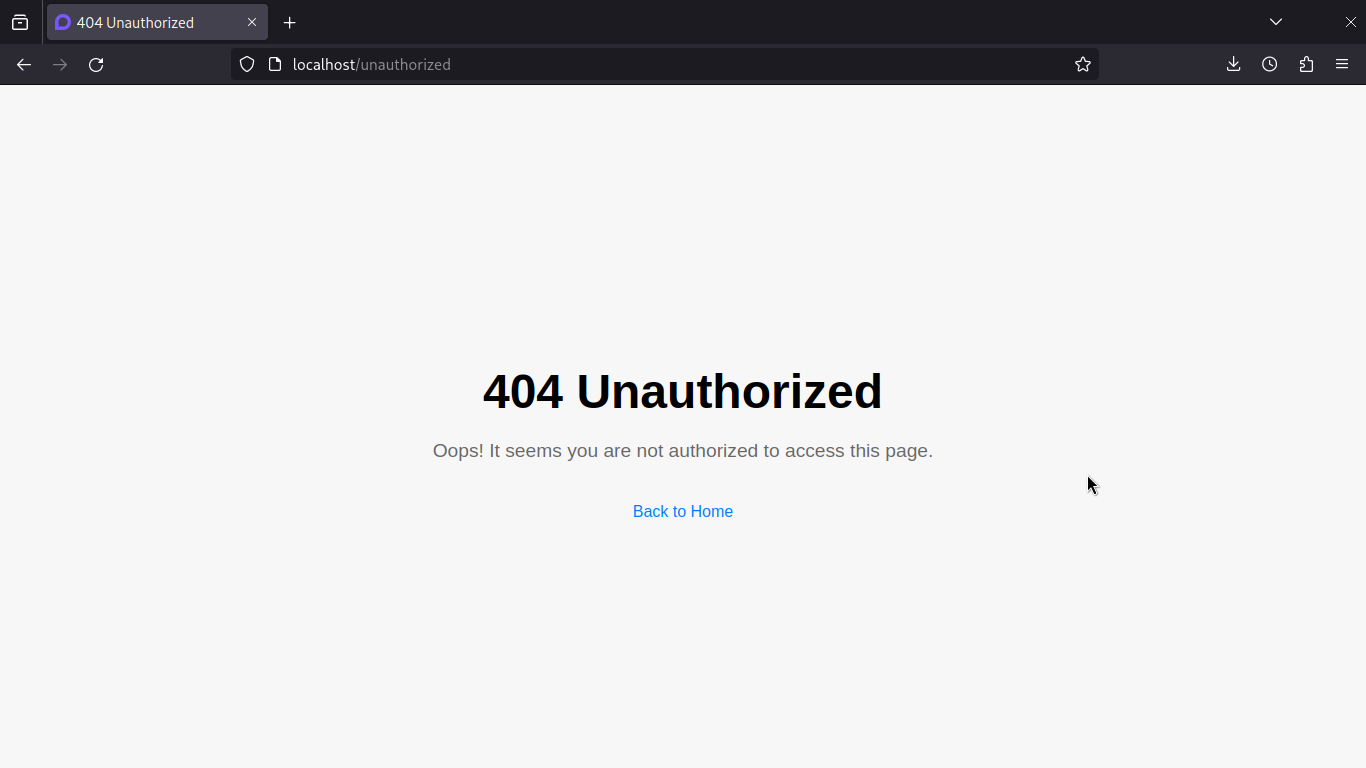 404 Unauthorized
localhost/unauthorized
404 Unauthorized
Oops! It seems you are not authorized to access this page.
Back to Home